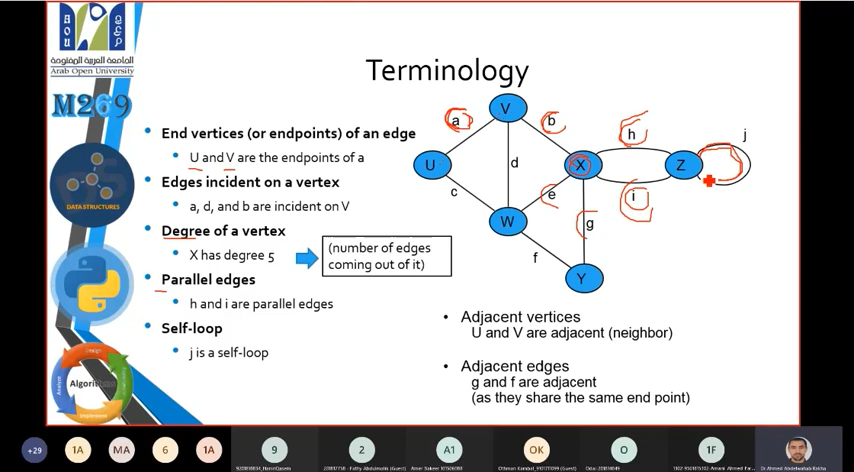 AOU
الجامعة العربية المفتوحة
Arab Open University
M269
DATA STRUCTURES
Algorithms
Terminology
• End vertices (or endpoints) of an edge
• U and V are the endpoints of a
• Edges incident on a vertex
• a, d, and b are incident on V
• Degree of a vertex
• X has degree 5
(number of edges
coming out of it)
• Parallel edges
• h and i are parallel edges
• Self-loop
• j is a self-loop
V
a
b
h
j
U
d
X
Z
c
e
i
W
g
f
Y
• Adjacent vertices
U and V are adjacent (neighbor)
• Adjacent edges
g and f are adjacent
(as they share the same end point)
+29
1A
MA
6
1A
9
2
A1
OK
O
1F